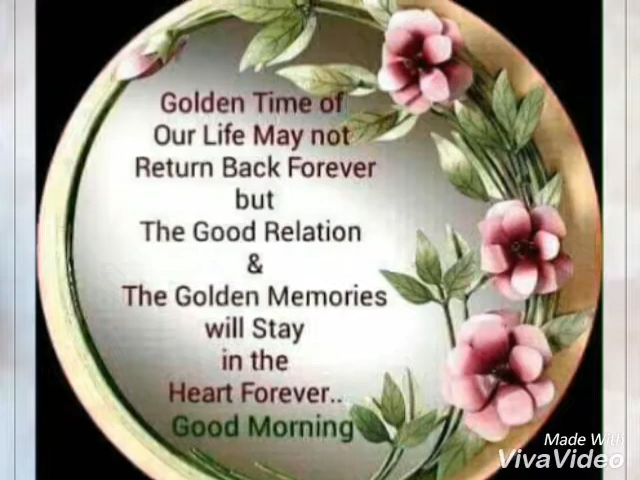 Golden Time of
Our Life May not
Return Back Forever
but
The Good Relation
&
The Golden Memories
will Stay
in the
Heart Forever..
Good Morning
Made With
VivaVideo